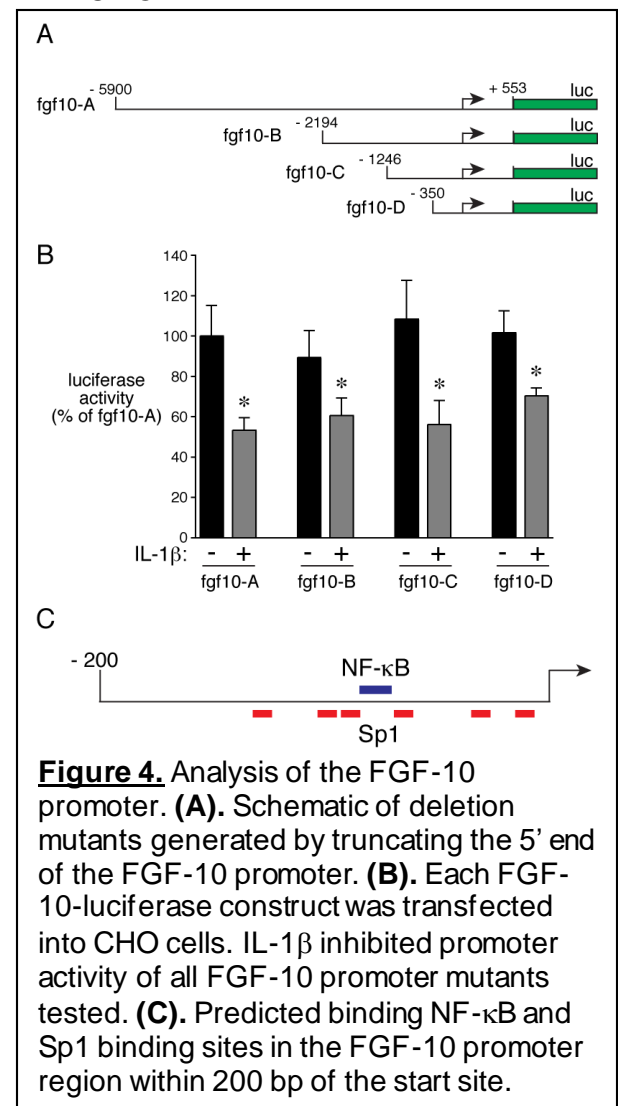 A
- 5900
+ 553
luc
fgf10-A
- 2194
luc
fgf10-B
- 1246
luc
fgf10-C
- 350
luc
fgf10-D
B
140
120
100
80
60
40
20
0
luciferase
activity
(% of fgf10-A)
*
*
*
*
IL-1β: - + - + - + - +
fgf10-A fgf10-B fgf10-C fgf10-D
C
- 200
NF-κB
Sp1
Figure 4. Analysis of the FGF-10
promoter. (A). Schematic of deletion
mutants generated by truncating the 5' end
of the FGF-10 promoter. (B). Each FGF-
10-luciferase construct was transfected
into CHO cells. IL-1β inhibited promoter
activity of all FGF-10 promoter mutants
tested. (C). Predicted binding NF-κB and
Sp1 binding sites in the FGF-10 promoter
region within 200 bp of the start site.